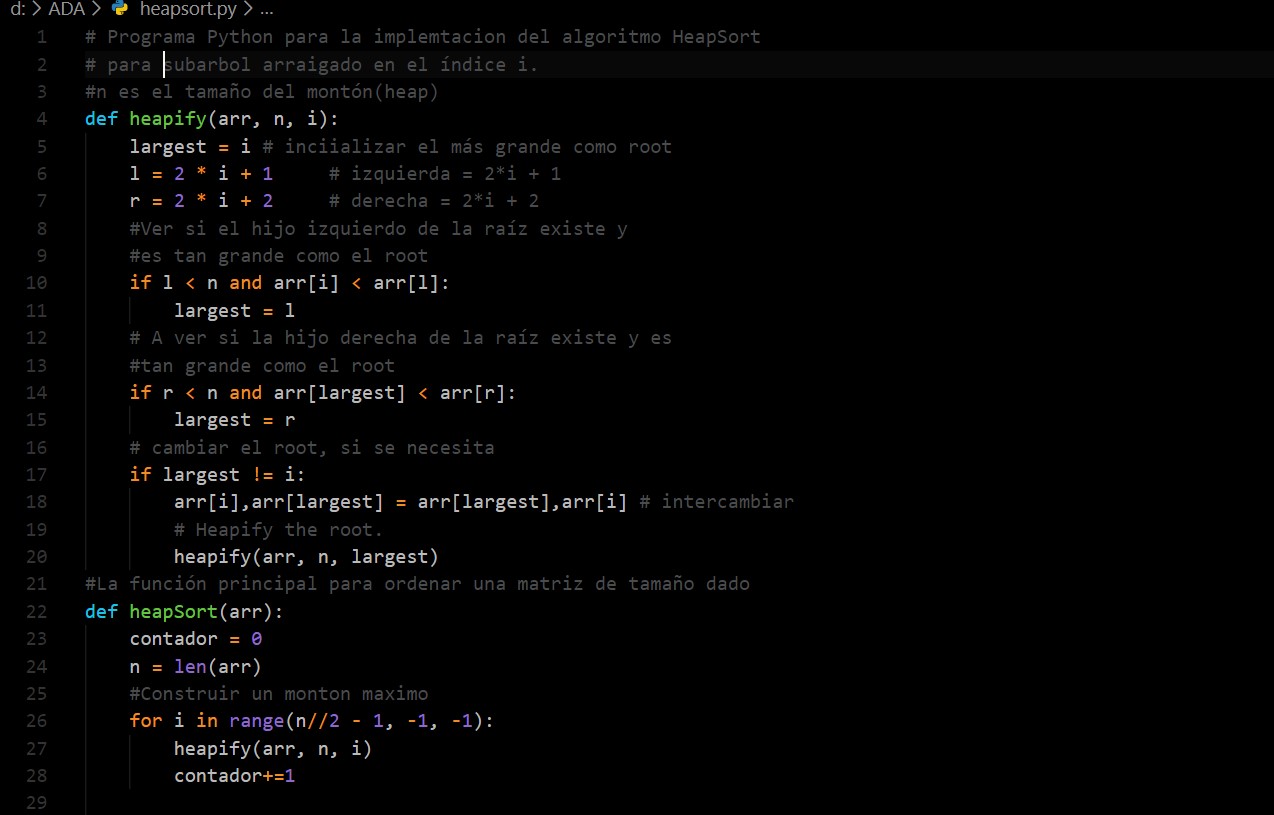 d: > ADA > heapsort.py > ...
1 # Programa Python para la implemtacion del algoritmo HeapSort
2 # para subarbol arraigado en el índice i.
3 #n es el tamaño del montón(heap)
4 def heapify(arr, n, i):
5     largest = i # inciializar el más grande como root
6     l = 2 * i + 1     # izquierda = 2*i + 1
7     r = 2 * i + 2     # derecha = 2*i + 2
8     #Ver si el hijo izquierdo de la raíz existe y
9     #es tan grande como el root
10     if l < n and arr[i] < arr[l]:
11         largest = l
12     # A ver si la hijo derecha de la raíz existe y es
13     #tan grande como el root
14     if r < n and arr[largest] < arr[r]:
15         largest = r
16     # cambiar el root, si se necesita
17     if largest != i:
18         arr[i],arr[largest] = arr[largest],arr[i] # intercambiar
19         # Heapify the root.
20         heapify(arr, n, largest)
21 #La función principal para ordenar una matriz de tamaño dado
22 def heapSort(arr):
23     contador = 0
24     n = len(arr)
25     #Construir un monton maximo
26     for i in range(n//2 - 1, -1, -1):
27         heapify(arr, n, i)
28         contador+=1
29